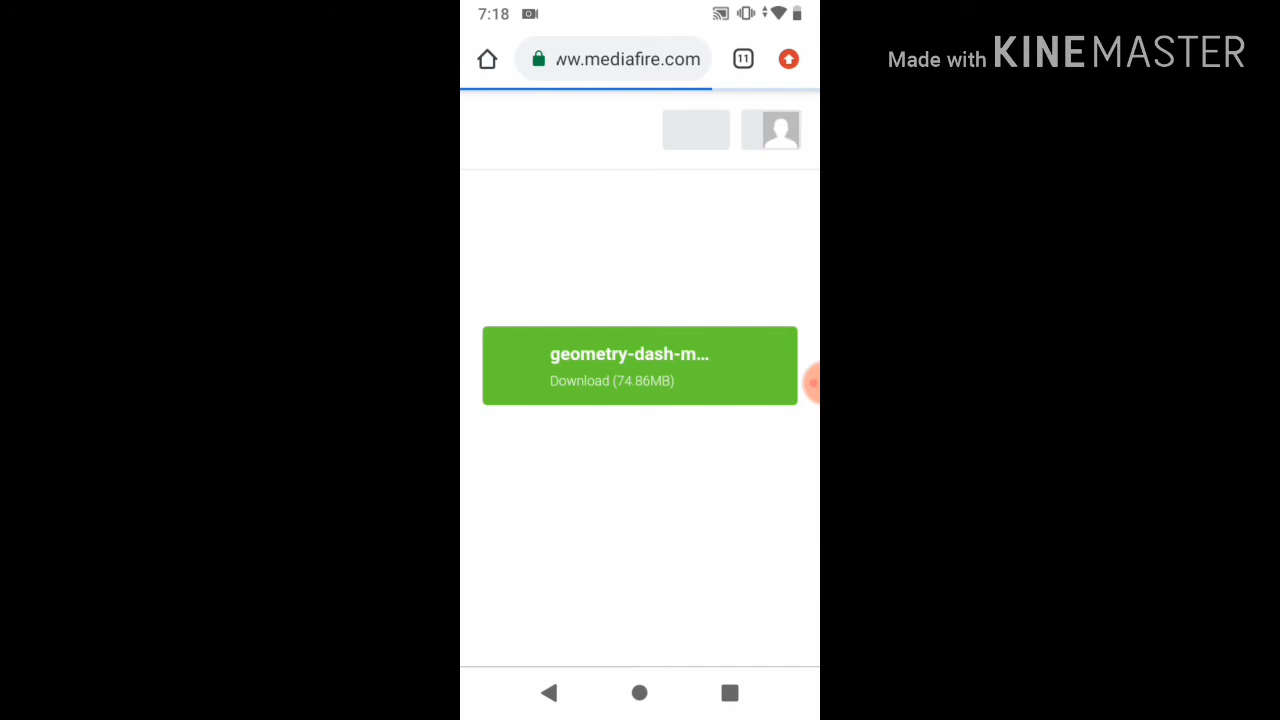 7:18
Made with KINEMASTER
ww.mediafire.com
11
geometry-dash-m...
Download (74.86MB)